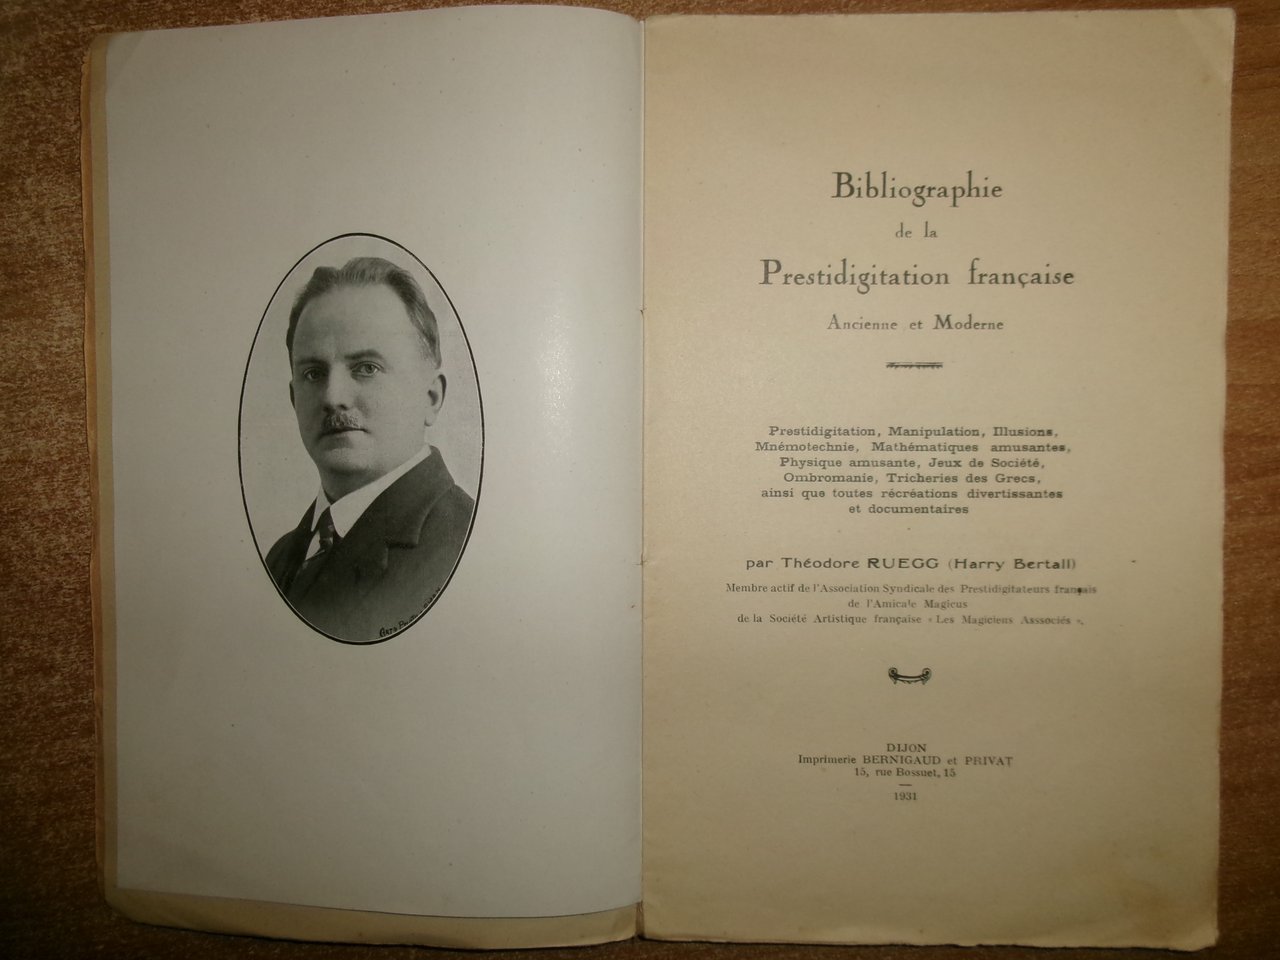 Bibliographie
de la
Prestidigitation française
Ancienne et Moderne
Prestidigitation, Manipulation, Illusions,
Mnémotechnie, Mathématiques amusantes,
Physique amusante, Jeux de Société,
Ombromanie, Tricheries des Grecs,
ainsi que toutes récréations divertissantes
et documentaires
par Théodore RUEGG (Harry Bertall)
Membre actif de l'Association Syndicale des Prestidigitateurs français
de l'Amicale Magicus
de la Société Artistique française « Les Magiciens Asssociés ».
DIJON
Imprimerie BERNIGAUD et PRIVAT
15, rue Bossuet, 15
1931